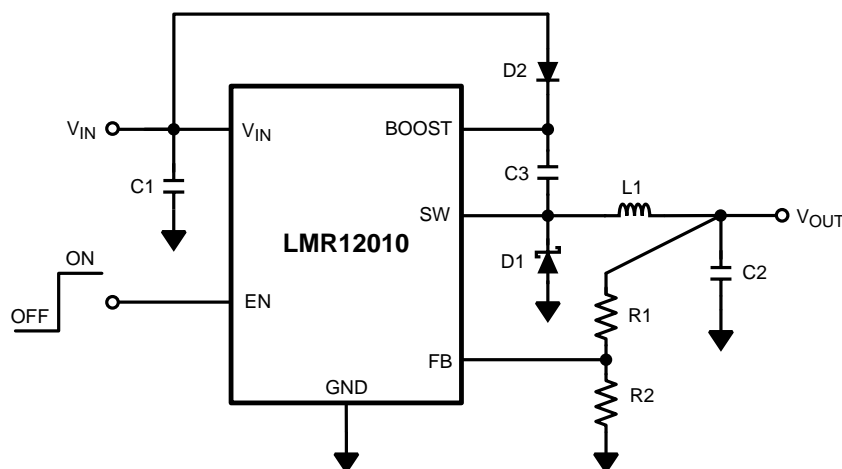 D2
V_IN
V_IN
BOOST
C1
C3
L1
SW
V_OUT
LMR12010
D1
C2
ON
OFF
EN
R1
FB
GND
R2